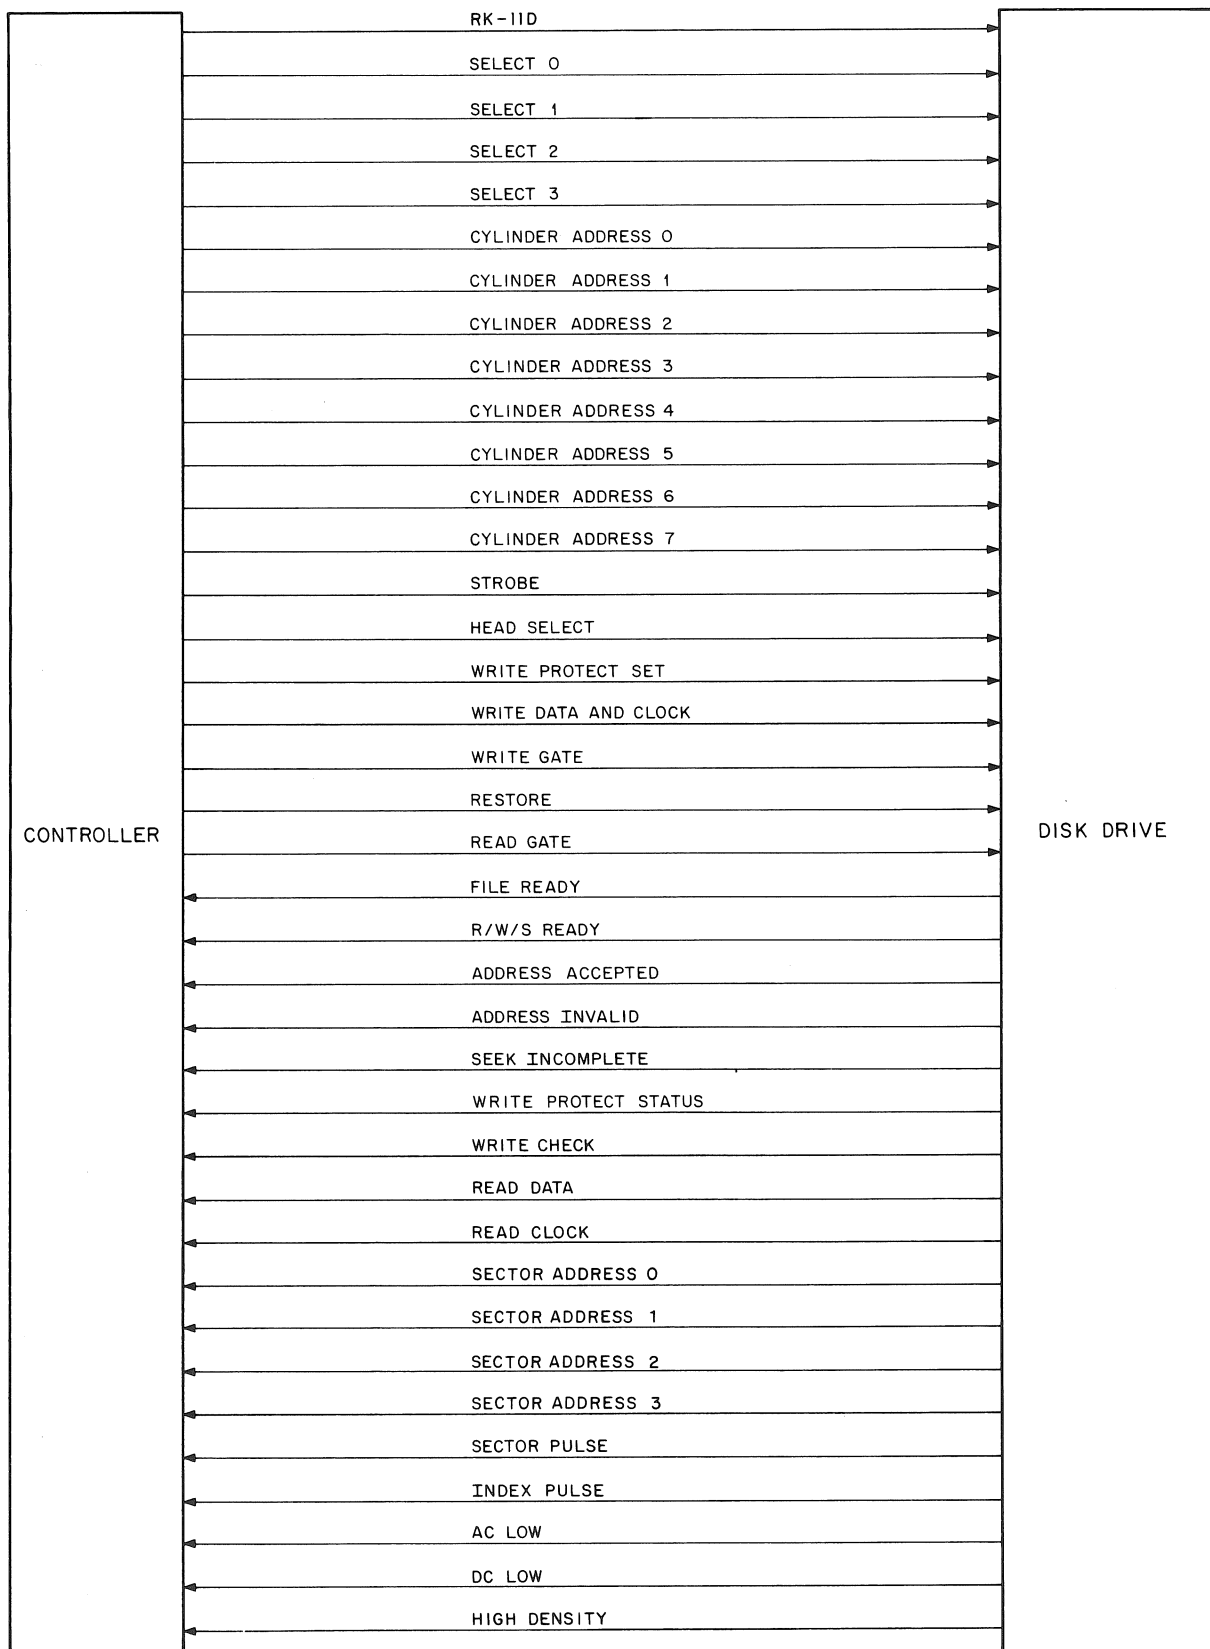 RK-11D
SELECT 0
SELECT 1
SELECT 2
SELECT 3
CYLINDER ADDRESS 0
CYLINDER ADDRESS 1
CYLINDER ADDRESS 2
CYLINDER ADDRESS 3
CYLINDER ADDRESS 4
CYLINDER ADDRESS 5
CYLINDER ADDRESS 6
CYLINDER ADDRESS 7
STROBE
HEAD SELECT
WRITE PROTECT SET
WRITE DATA AND CLOCK
WRITE GATE
RESTORE
CONTROLLER
DISK DRIVE
READ GATE
FILE READY
R/W/S READY
ADDRESS ACCEPTED
ADDRESS INVALID
SEEK INCOMPLETE
WRITE PROTECT STATUS
WRITE CHECK
READ DATA
READ CLOCK
SECTOR ADDRESS 0
SECTOR ADDRESS 1
SECTOR ADDRESS 2
SECTOR ADDRESS 3
SECTOR PULSE
INDEX PULSE
AC LOW
DC LOW
HIGH DENSITY